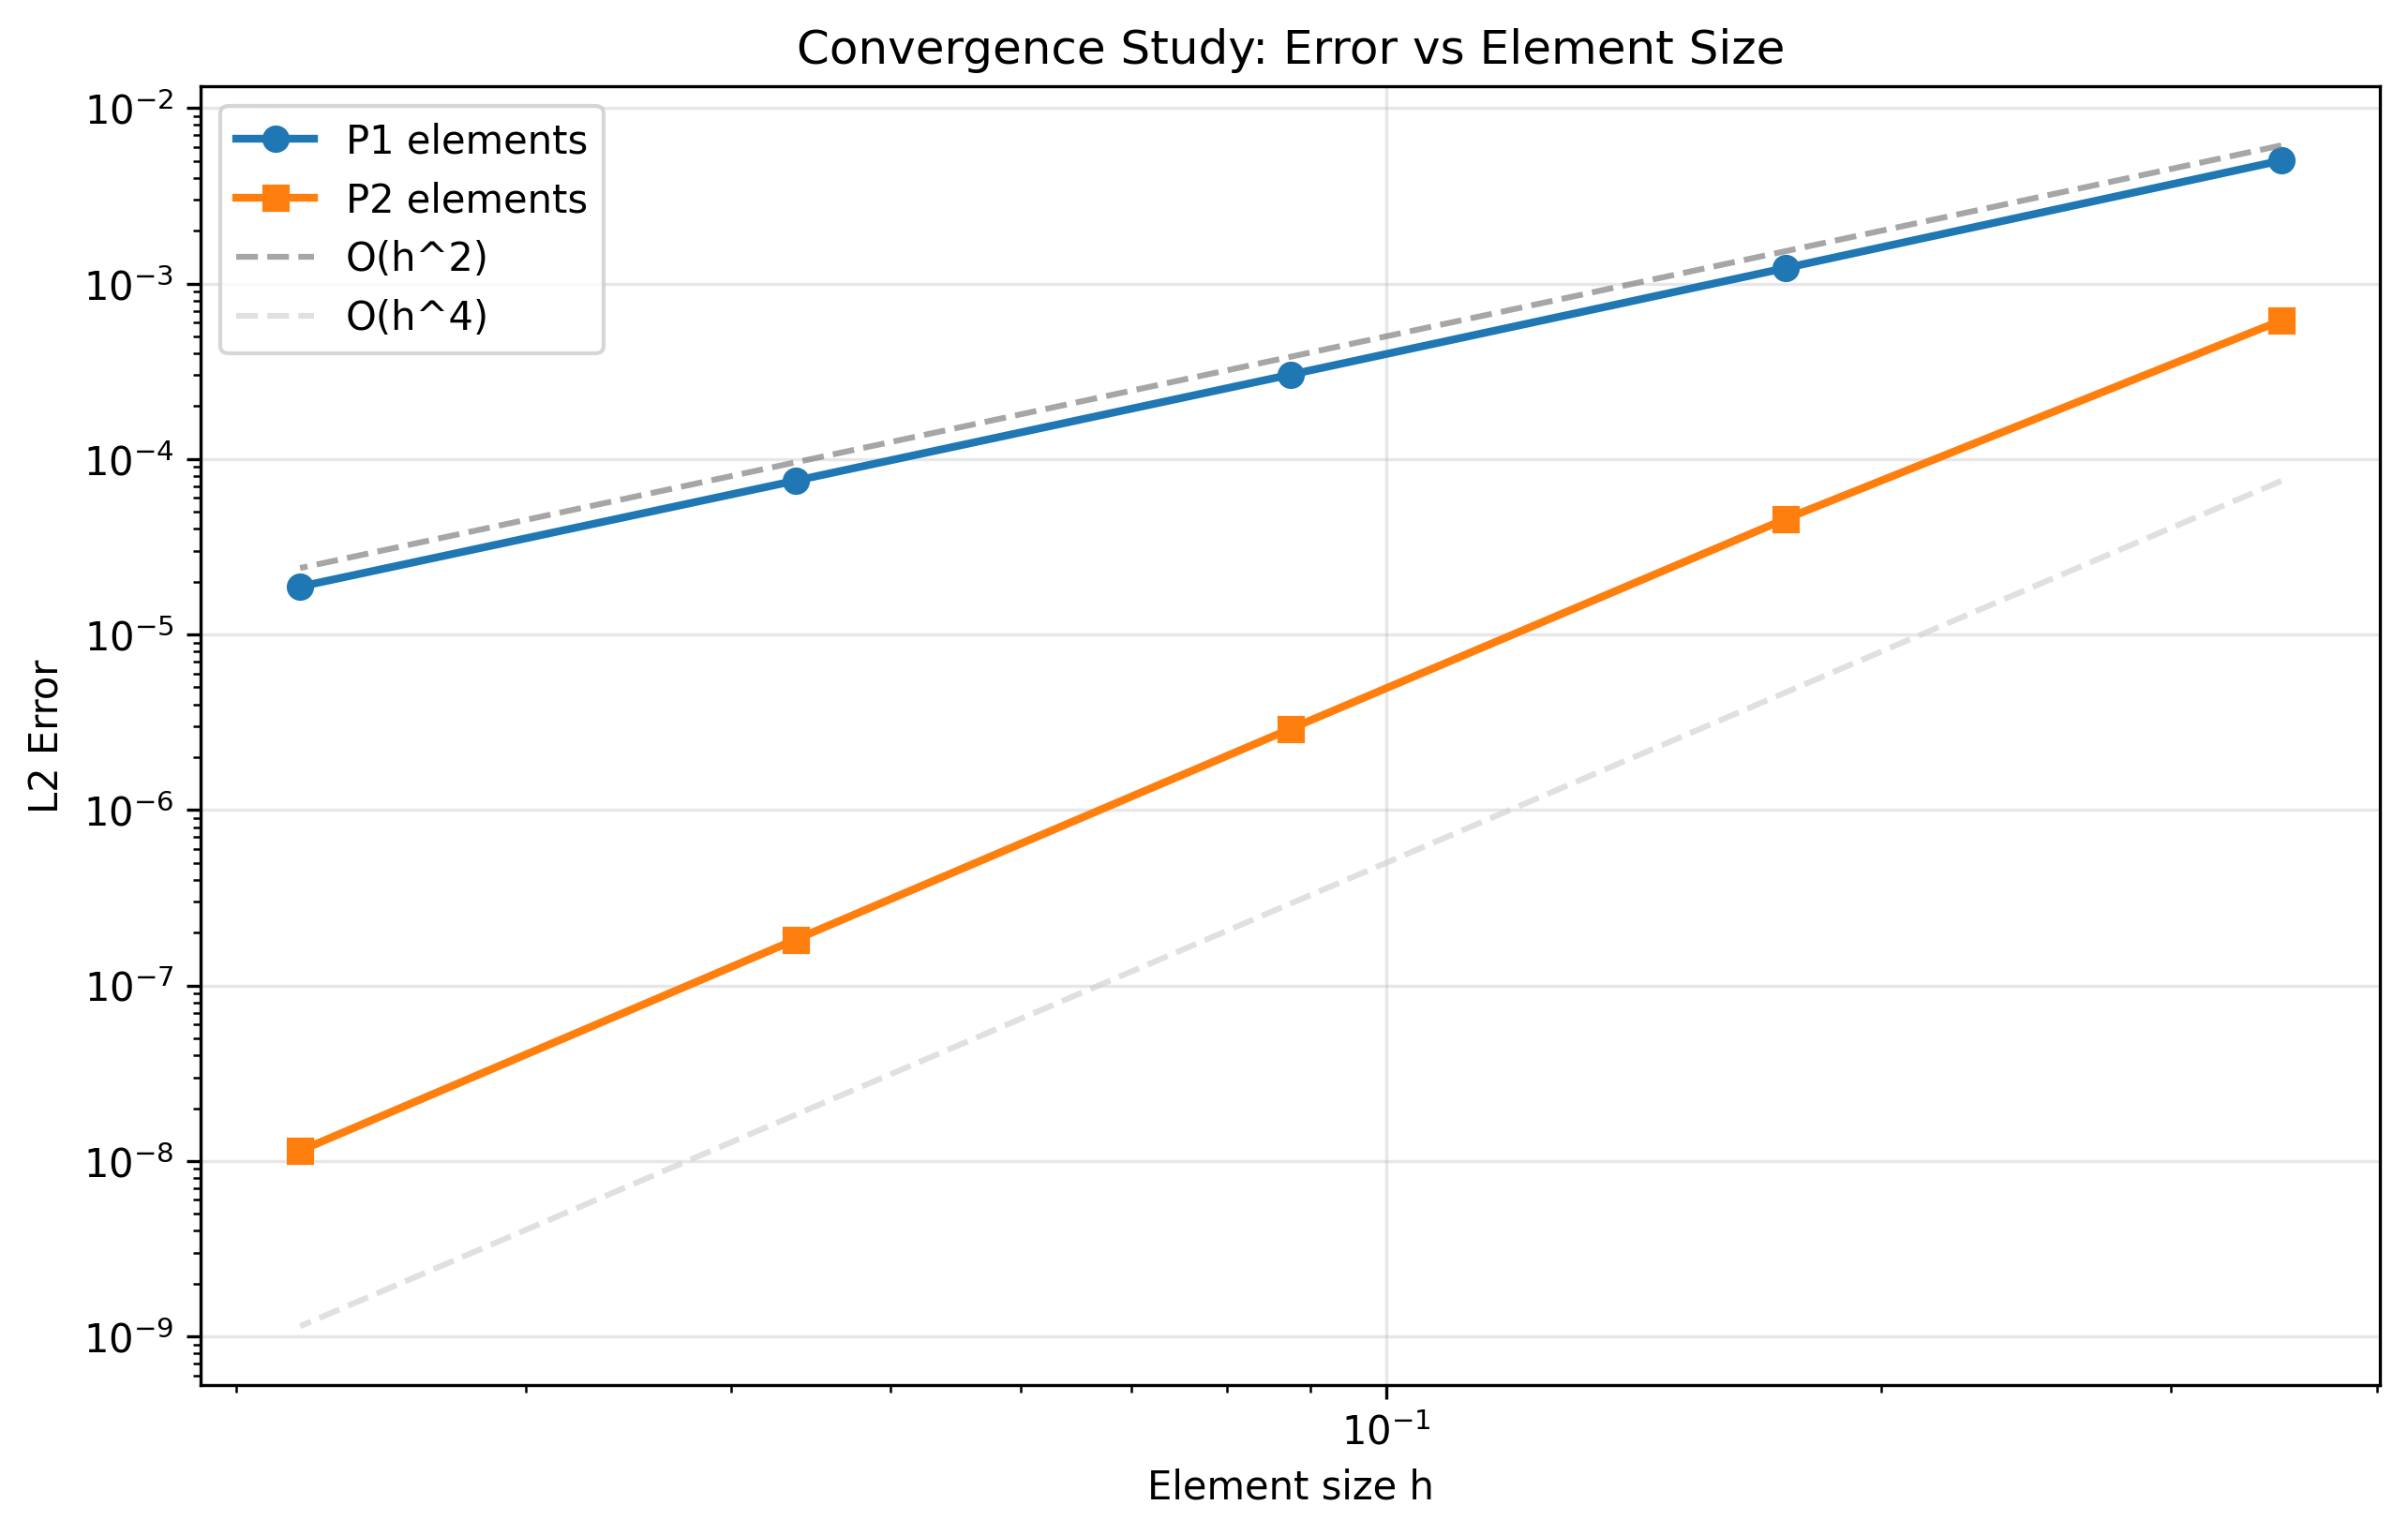 Convergence Study: Error vs Element Size
P1 elements
P2 elements
O(h^2)
O(h^4)
L2 Error
10⁻²
10⁻³
10⁻⁴
10⁻⁵
10⁻⁶
10⁻⁷
10⁻⁸
10⁻⁹
10⁻¹
Element size h